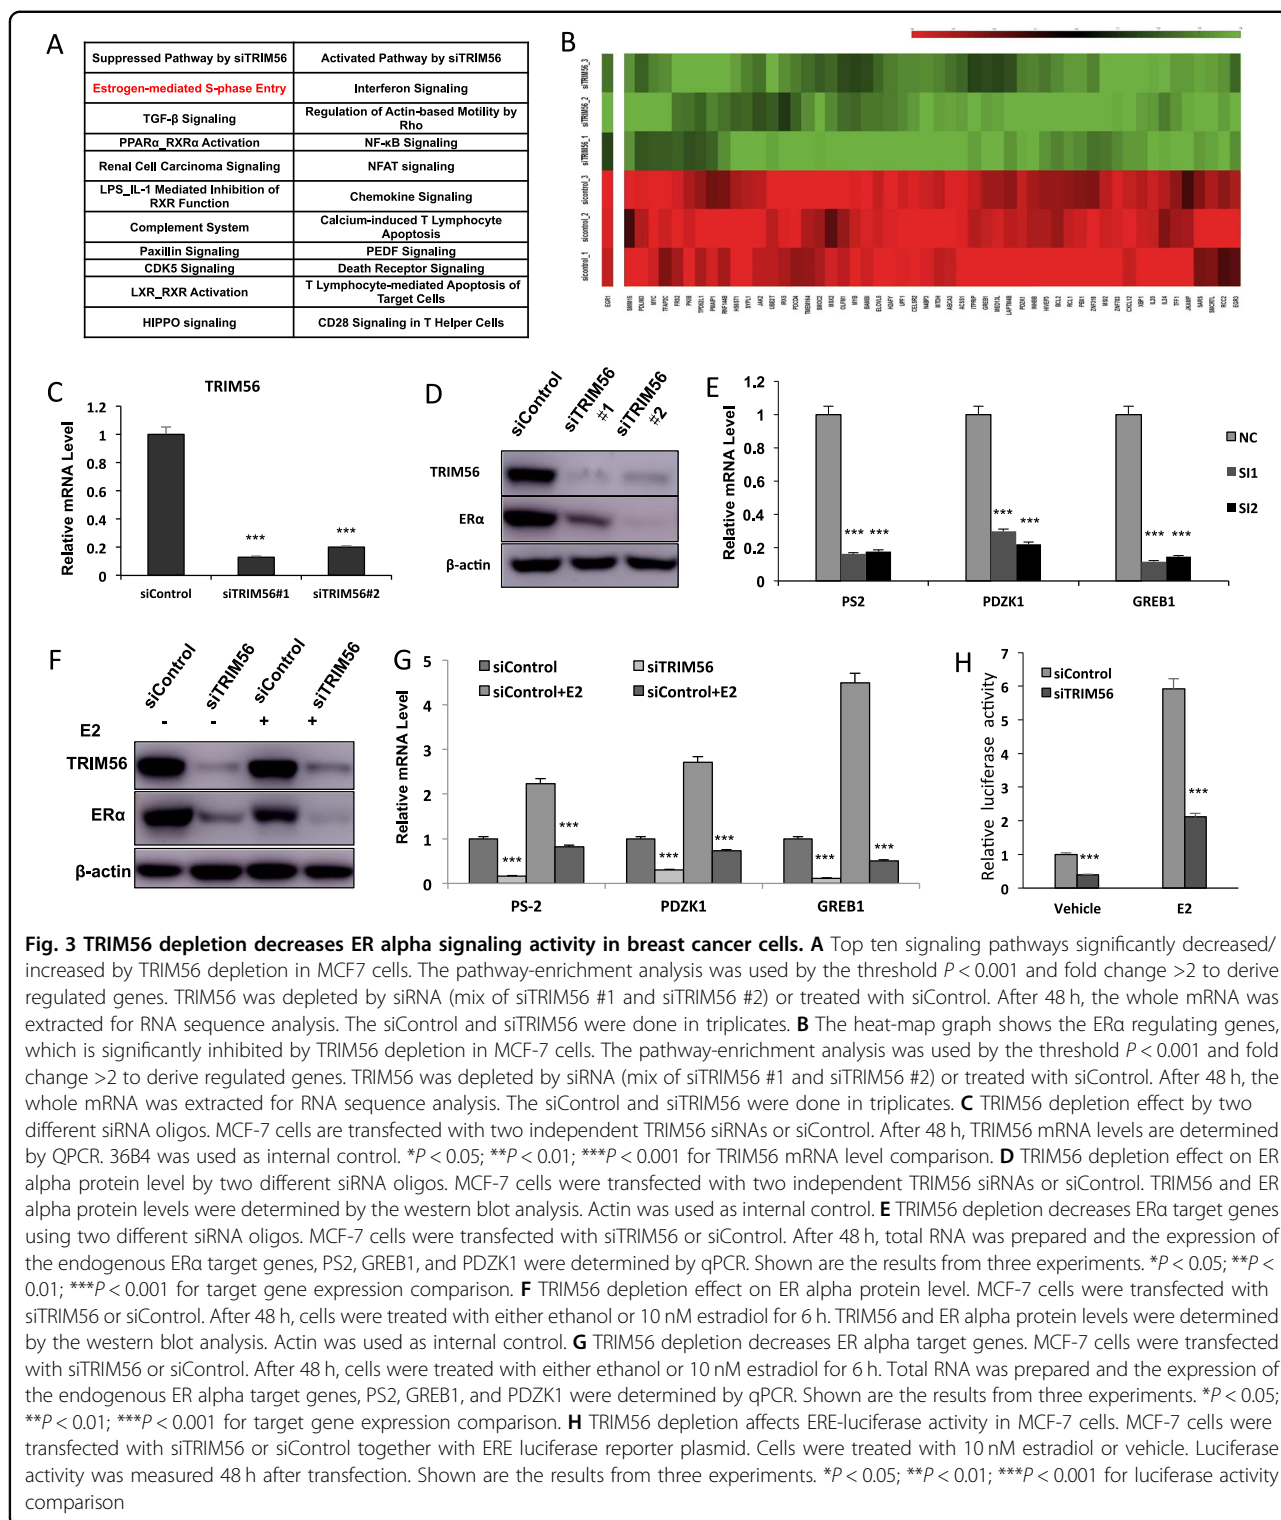 A
Suppressed Pathway by siTRIM56 Activated Pathway by siTRIM56
Estrogen-mediated S-phase Entry Interferon Signaling
TGF-β Signaling Regulation of Actin-based Motility by Rho
PPARα_RXRα Activation NF-κB Signaling
Renal Cell Carcinoma Signaling NFAT signaling
LPS_IL-1 Mediated Inhibition of RXR Function Chemokine Signaling
Complement System Calcium-induced T Lymphocyte Apoptosis
Paxillin Signaling PEDF Signaling
CDK5 Signaling Death Receptor Signaling
LXR_RXR Activation T Lymphocyte-mediated Apoptosis of Target Cells
HIPPO signaling CD28 Signaling in T Helper Cells
B
siTRIM56_3
siTRIM56_2
siTRIM56_1
sicontrol_3
sicontrol_2
sicontrol_1
C
TRIM56
Relative mRNA Level
1.2
1
0.8
0.6
0.4
0.2
0
*** ***
siControl siTRIM56#1 siTRIM56#2
D
siControl siTRIM56 #1 siTRIM56 #2
TRIM56
ERα
β-actin
E
Relative mRNA Level
1.2
1
0.8
0.6
0.4
0.2
0
*** *** *** *** *** ***
PS2 PDZK1 GREB1
NC
SI1
SI2
F
siControl siTRIM56 siControl siTRIM56
E2 - - + +
TRIM56
ERα
β-actin
G
Relative mRNA Level
5
4
3
2
1
0
siControl siTRIM56
siControl+E2 siControl+E2
*** *** *** *** *** ***
PS-2 PDZK1 GREB1
H
Relative luciferase activity
7
6
5
4
3
2
1
0
siControl
siTRIM56
*** ***
Vehicle E2
Fig. 3 TRIM56 depletion decreases ER alpha signaling activity in breast cancer cells. A Top ten signaling pathways significantly decreased/
increased by TRIM56 depletion in MCF7 cells. The pathway-enrichment analysis was used by the threshold P < 0.001 and fold change >2 to derive
regulated genes. TRIM56 was depleted by siRNA (mix of siTRIM56 #1 and siTRIM56 #2) or treated with siControl. After 48 h, the whole mRNA was
extracted for RNA sequence analysis. The siControl and siTRIM56 were done in triplicates. B The heat-map graph shows the ERα regulating genes,
which is significantly inhibited by TRIM56 depletion in MCF-7 cells. The pathway-enrichment analysis was used by the threshold P < 0.001 and fold
change >2 to derive regulated genes. TRIM56 was depleted by siRNA (mix of siTRIM56 #1 and siTRIM56 #2) or treated with siControl. After 48 h, the
whole mRNA was extracted for RNA sequence analysis. The siControl and siTRIM56 were done in triplicates. C TRIM56 depletion effect by two
different siRNA oligos. MCF-7 cells are transfected with two independent TRIM56 siRNAs or siControl. After 48 h, TRIM56 mRNA levels are determined
by QPCR. 36B4 was used as internal control. *P < 0.05; **P < 0.01; ***P < 0.001 for TRIM56 mRNA level comparison. D TRIM56 depletion effect on ER
alpha protein level by two different siRNA oligos. MCF-7 cells were transfected with two independent TRIM56 siRNAs or siControl. TRIM56 and ER
alpha protein levels were determined by the western blot analysis. Actin was used as internal control. E TRIM56 depletion decreases ERα target genes
using two different siRNA oligos. MCF-7 cells were transfected with siTRIM56 or siControl. After 48 h, total RNA was prepared and the expression of
the endogenous ERα target genes, PS2, GREB1, and PDZK1 were determined by qPCR. Shown are the results from three experiments. *P < 0.05; **P <
0.01; ***P < 0.001 for target gene expression comparison. F TRIM56 depletion effect on ER alpha protein level. MCF-7 cells were transfected with
siTRIM56 or siControl. After 48 h, cells were treated with either ethanol or 10 nM estradiol for 6 h. TRIM56 and ER alpha protein levels were determined
by the western blot analysis. Actin was used as internal control. G TRIM56 depletion decreases ER alpha target genes. MCF-7 cells were transfected
with siTRIM56 or siControl. After 48 h, cells were treated with either ethanol or 10 nM estradiol for 6 h. Total RNA was prepared and the expression of
the endogenous ER alpha target genes, PS2, GREB1, and PDZK1 were determined by qPCR. Shown are the results from three experiments. *P < 0.05;
**P < 0.01; ***P < 0.001 for target gene expression comparison. H TRIM56 depletion affects ERE-luciferase activity in MCF-7 cells. MCF-7 cells were
transfected with siTRIM56 or siControl together with ERE luciferase reporter plasmid. Cells were treated with 10 nM estradiol or vehicle. Luciferase
activity was measured 48 h after transfection. Shown are the results from three experiments. *P < 0.05; **P < 0.01; ***P < 0.001 for luciferase activity
comparison